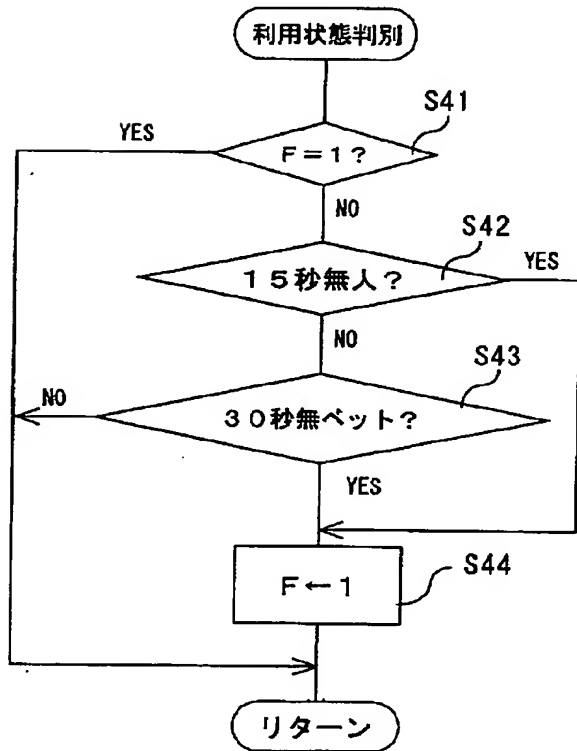 利用状態判別
S41
YES
F=1?
NO
S42
15秒無人?
YES
NO
S43
NO
30秒無ベット?
YES
S44
F←1
リターン